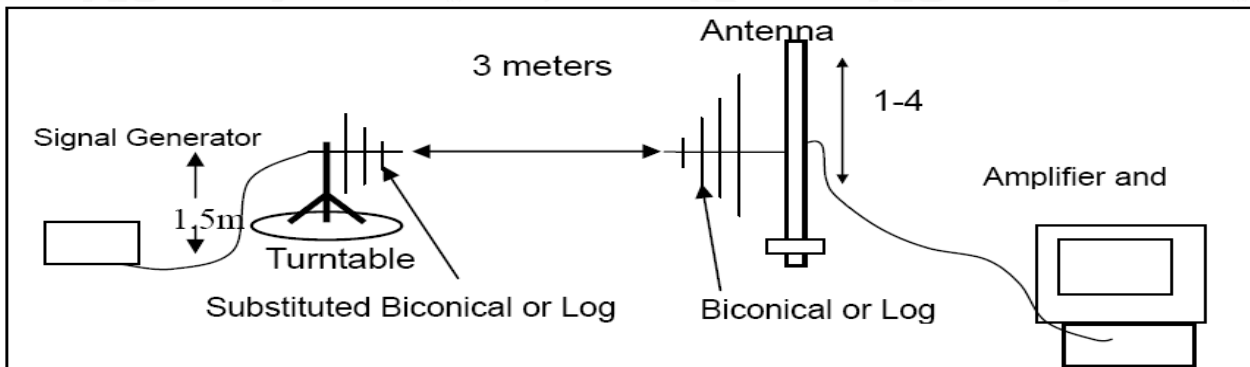 Antenna
3 meters
1-4
Signal Generator
Amplifier and
1.5m
Turntable
Substituted Biconical or Log
Biconical or Log